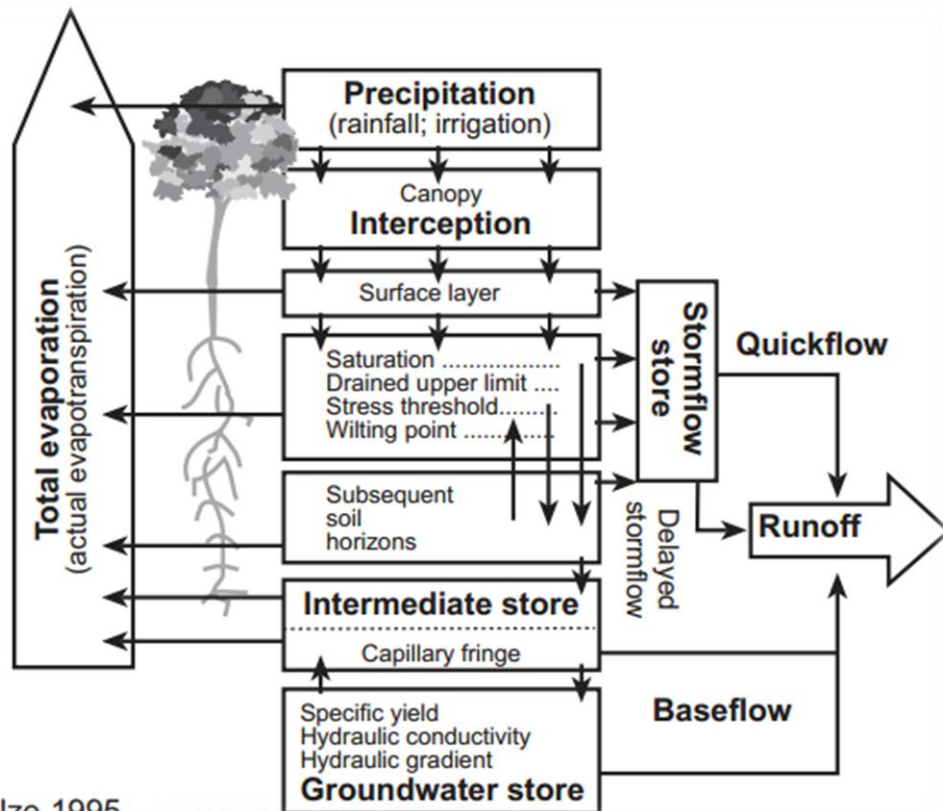 Precipitation
(rainfall; irrigation)
Canopy
Interception
Surface layer
Saturation ..................
Drained upper limit ....
Stress threshold.........
Wilting point ..............
Subsequent
soil
horizons
Intermediate store
Capillary fringe
Specific yield
Hydraulic conductivity
Hydraulic gradient
Groundwater store
Total evaporation
(actual evapotranspiration)
Stormflow
store
Quickflow
Delayed
stormflow
Runoff
Baseflow
1995